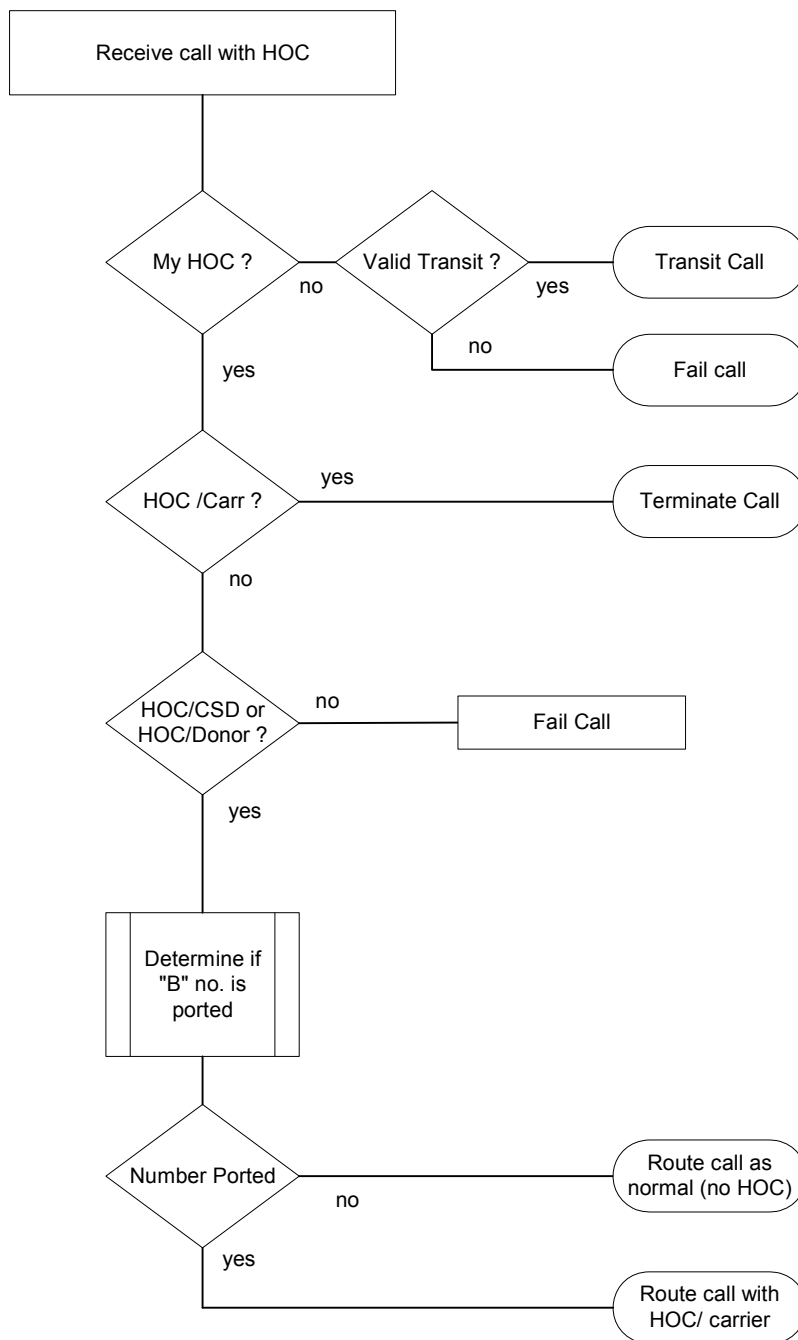 Receive call with HOC
My HOC ?
no
Valid Transit ?
yes
Transit Call
no
Fail call
yes
HOC /Carr ?
yes
Terminate Call
no
HOC/CSD or
HOC/Donor ?
no
Fail Call
yes
Determine if
"B" no. is
ported
Number Ported
no
Route call as
normal (no HOC)
yes
Route call with
HOC/ carrier